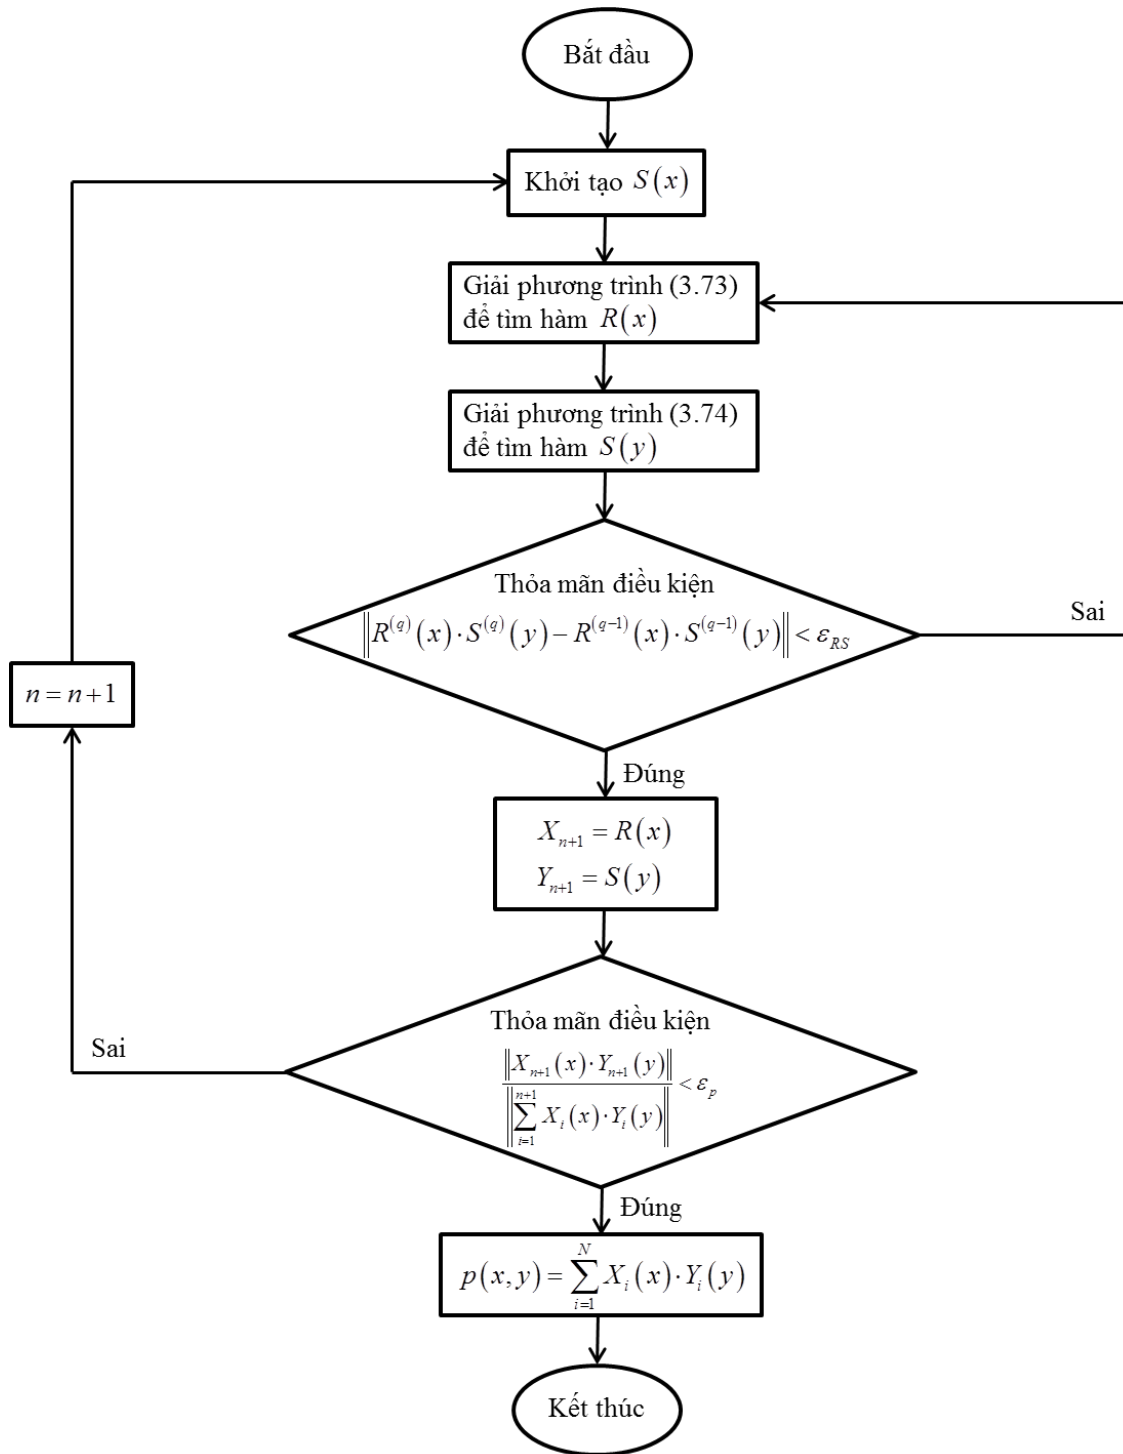 Bắt đầu
Khởi tạo S(x)
Giải phương trình (3.73)
để tìm hàm R(x)
Giải phương trình (3.74)
để tìm hàm S(y)
Thỏa mãn điều kiện
‖R^(q)(x)·S^(q)(y) − R^(q−1)(x)·S^(q−1)(y)‖ < ε_RS
Sai
n = n+1
Đúng
X_{n+1} = R(x)
Y_{n+1} = S(y)
Thỏa mãn điều kiện
Sai
‖X_{n+1}(x)·Y_{n+1}(y)‖ / ‖∑_{i=1}^{n+1} X_i(x)·Y_i(y)‖ < ε_p
Đúng
p(x,y) = ∑_{i=1}^{N} X_i(x)·Y_i(y)
Kết thúc